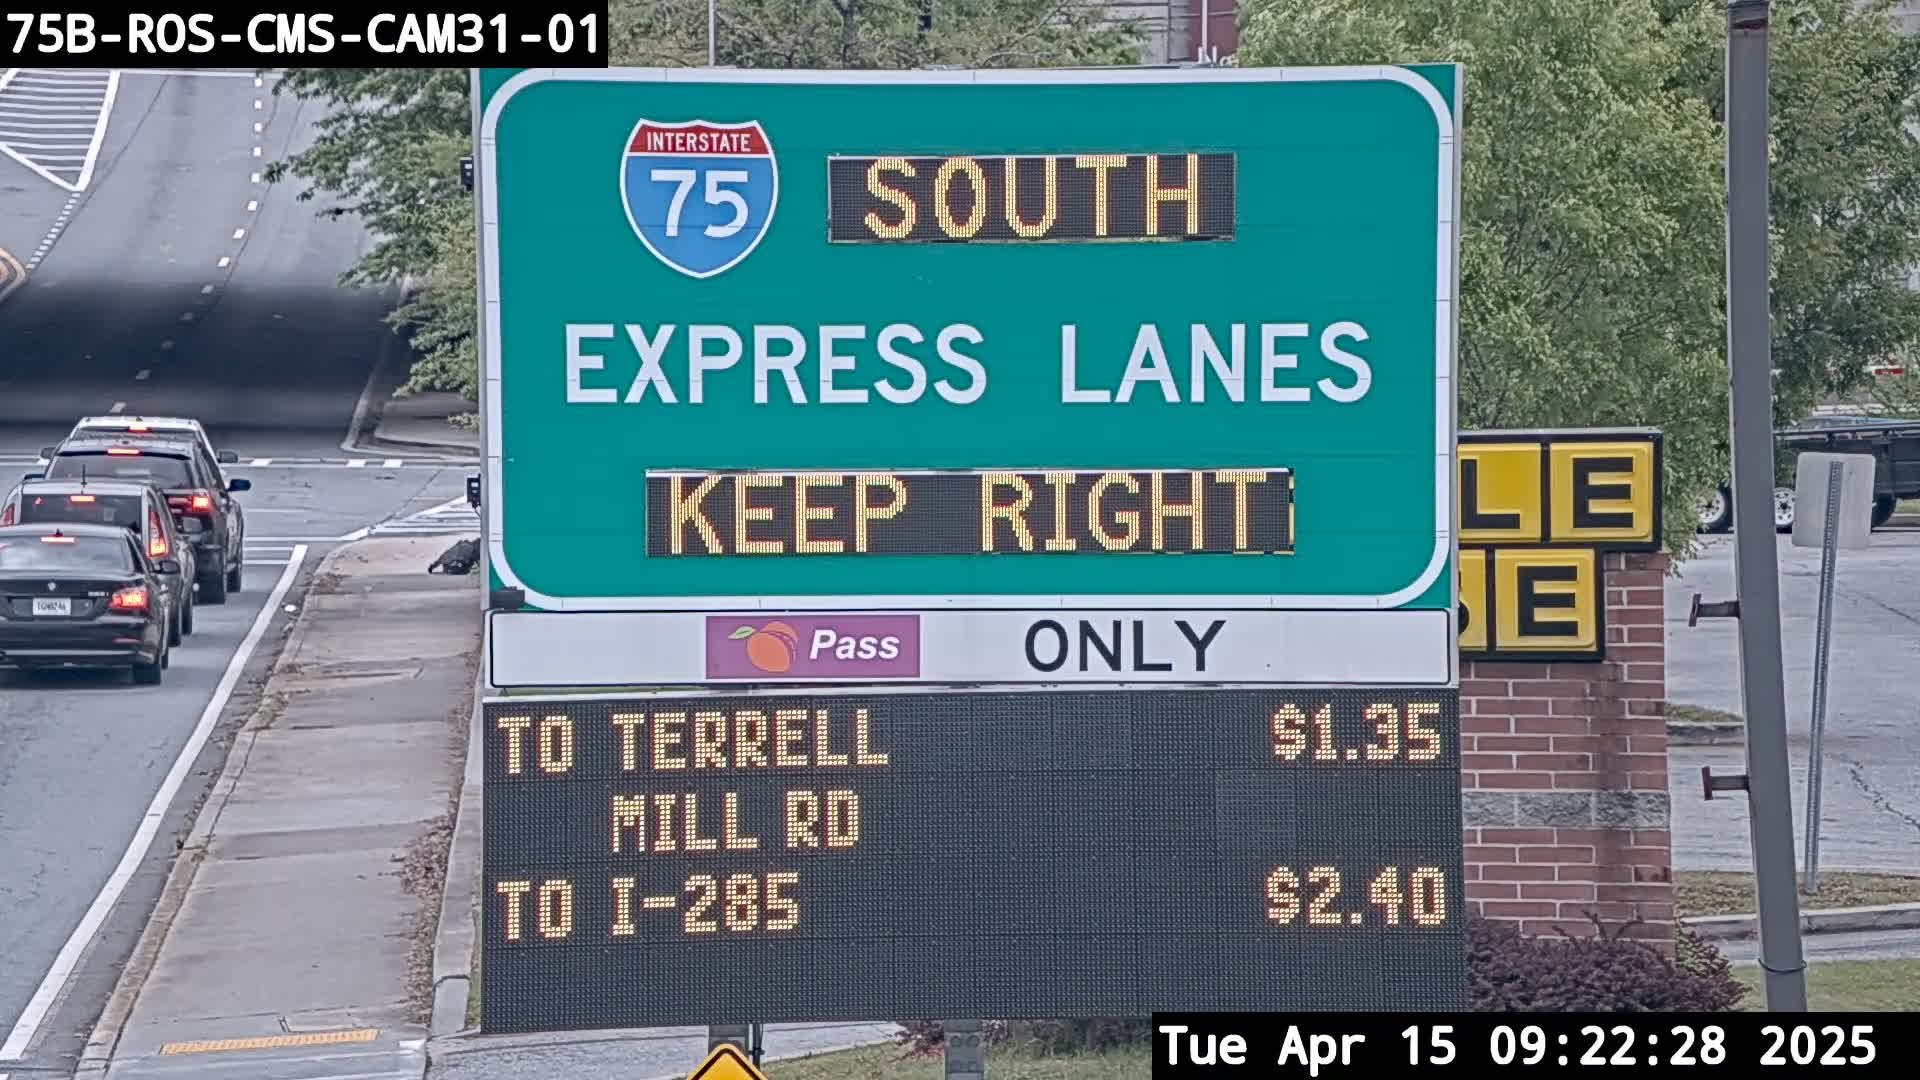 75B-ROS-CMS-CAM31-01
INTERSTATE
75
SOUTH
EXPRESS LANES
KEEP RIGHT
Pass ONLY
TO TERRELL $1.35
MILL RD
TO I-285 $2.40
LE
E
Tue Apr 15 09:22:28 2025